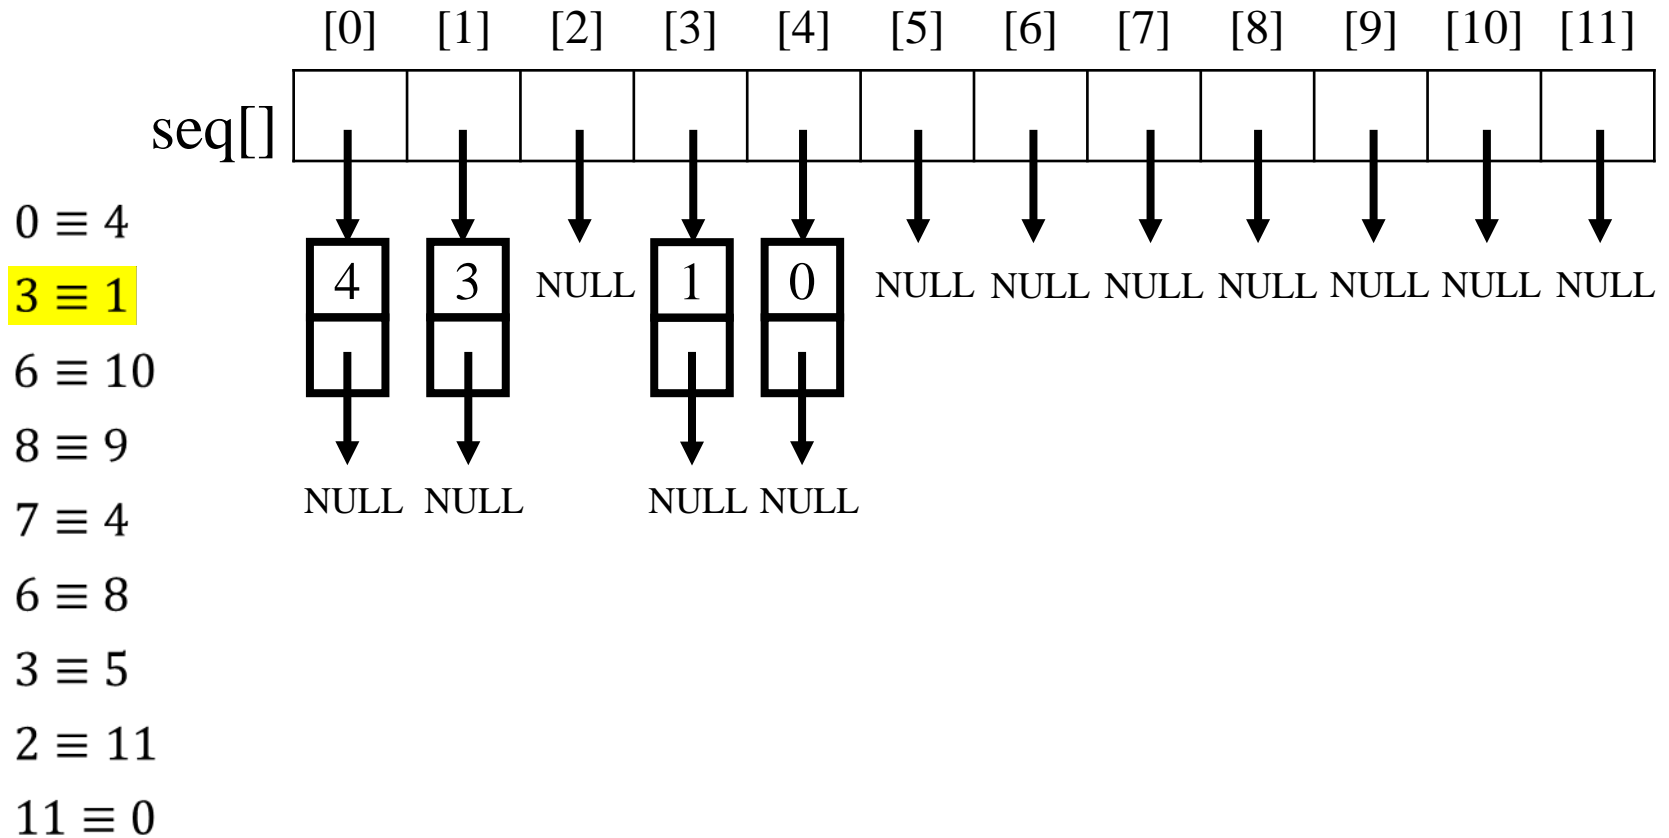 [0] [1] [2] [3] [4] [5] [6] [7] [8] [9] [10] [11]
seq[]
0 ≡ 4
3 ≡ 1
6 ≡ 10
8 ≡ 9
7 ≡ 4
6 ≡ 8
3 ≡ 5
2 ≡ 11
11 ≡ 0
4 3 NULL 1 0 NULL NULL NULL NULL NULL NULL NULL
NULL NULL NULL NULL